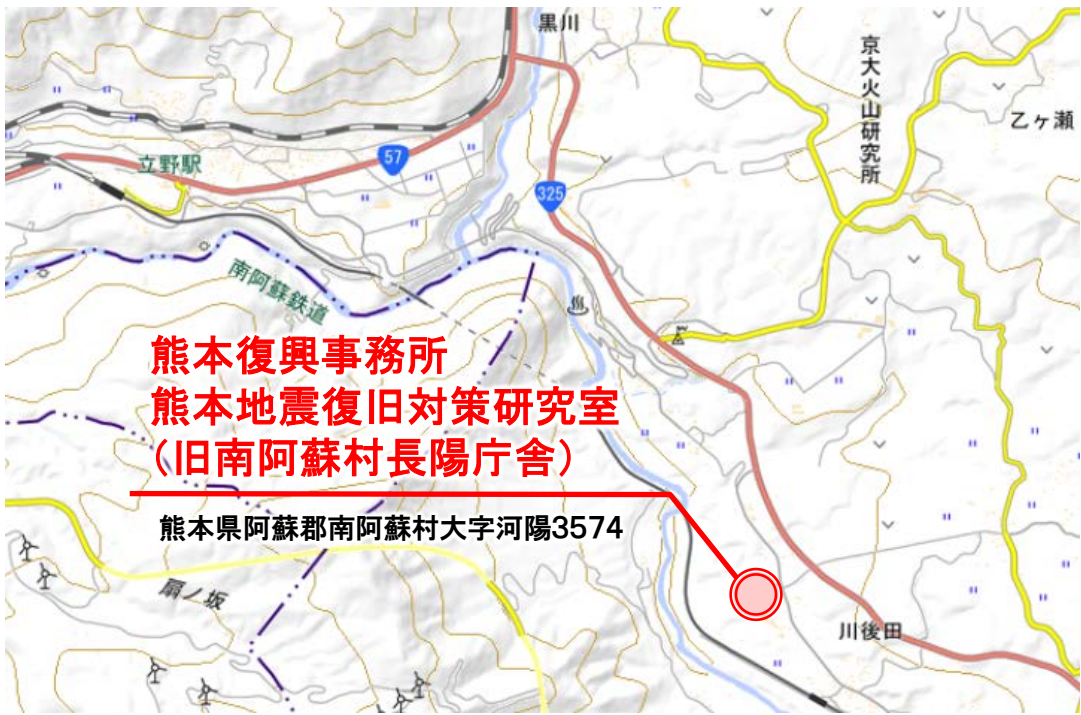 黒川
京大火山研究所
乙ヶ瀬
立野駅
57
325
南阿蘇鉄道
熊本復興事務所
熊本地震復旧対策研究室
(旧南阿蘇村長陽庁舎)
熊本県阿蘇郡南阿蘇村大字河陽3574
扇ノ坂
川後田